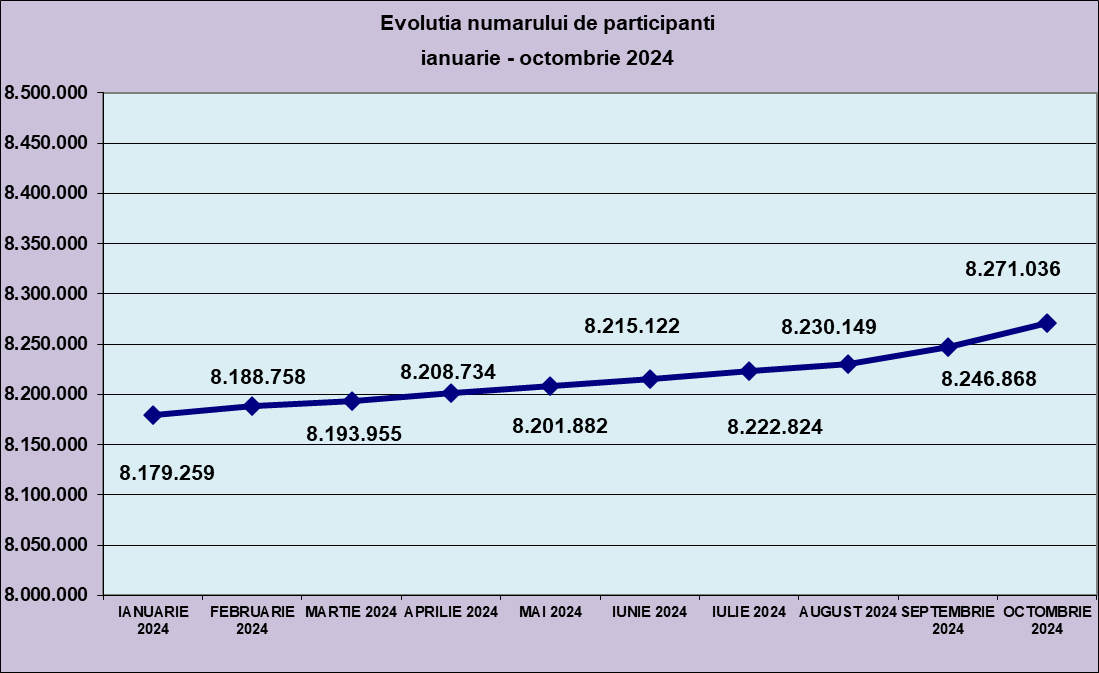 Evolutia numarului de participanti
ianuarie - octombrie 2024
8.500.000
8.450.000
8.400.000
8.350.000
8.300.000
8.250.000
8.200.000
8.150.000
8.100.000
8.050.000
8.000.000
8.179.259
8.188.758
8.193.955
8.208.734
8.201.882
8.215.122
8.222.824
8.230.149
8.246.868
8.271.036
IANUARIE 
2024
FEBRUARIE
2024
MARTIE 2024
APRILIE 2024
MAI 2024
IUNIE 2024
IULIE 2024
AUGUST 2024
SEPTEMBRIE
2024
OCTOMBRIE
2024